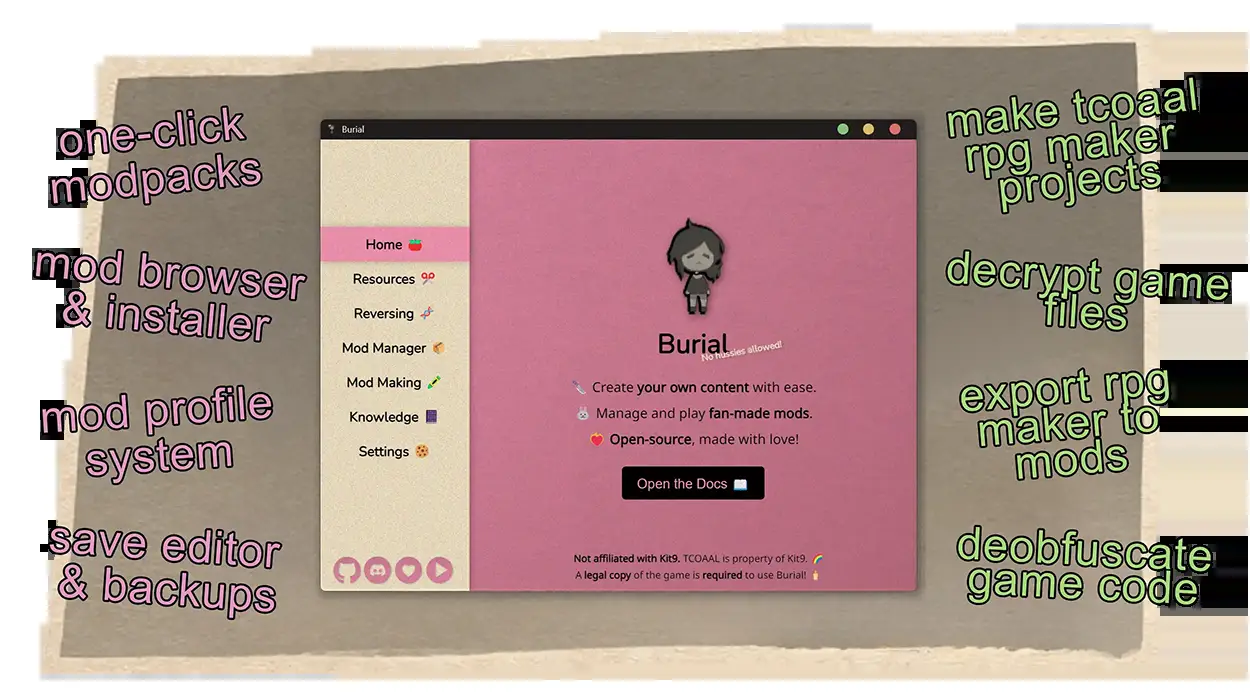 one-click
modpacks
mod browser
& installer
mod profile
system
save editor
& backups
Burial
Home
Resources
Reversing
Mod Manager
Mod Making
Knowledge
Settings
Burial
No hussies allowed!
Create your own content with ease.
Manage and play fan-made mods.
Open-source, made with love!
Open the Docs
Not affiliated with Kit9. TCOAAL is property of Kit9.
A legal copy of the game is required to use Burial!
make tcoaal
rpg maker
projects
decrypt game
files
export rpg
maker to
mods
deobfuscate
game code